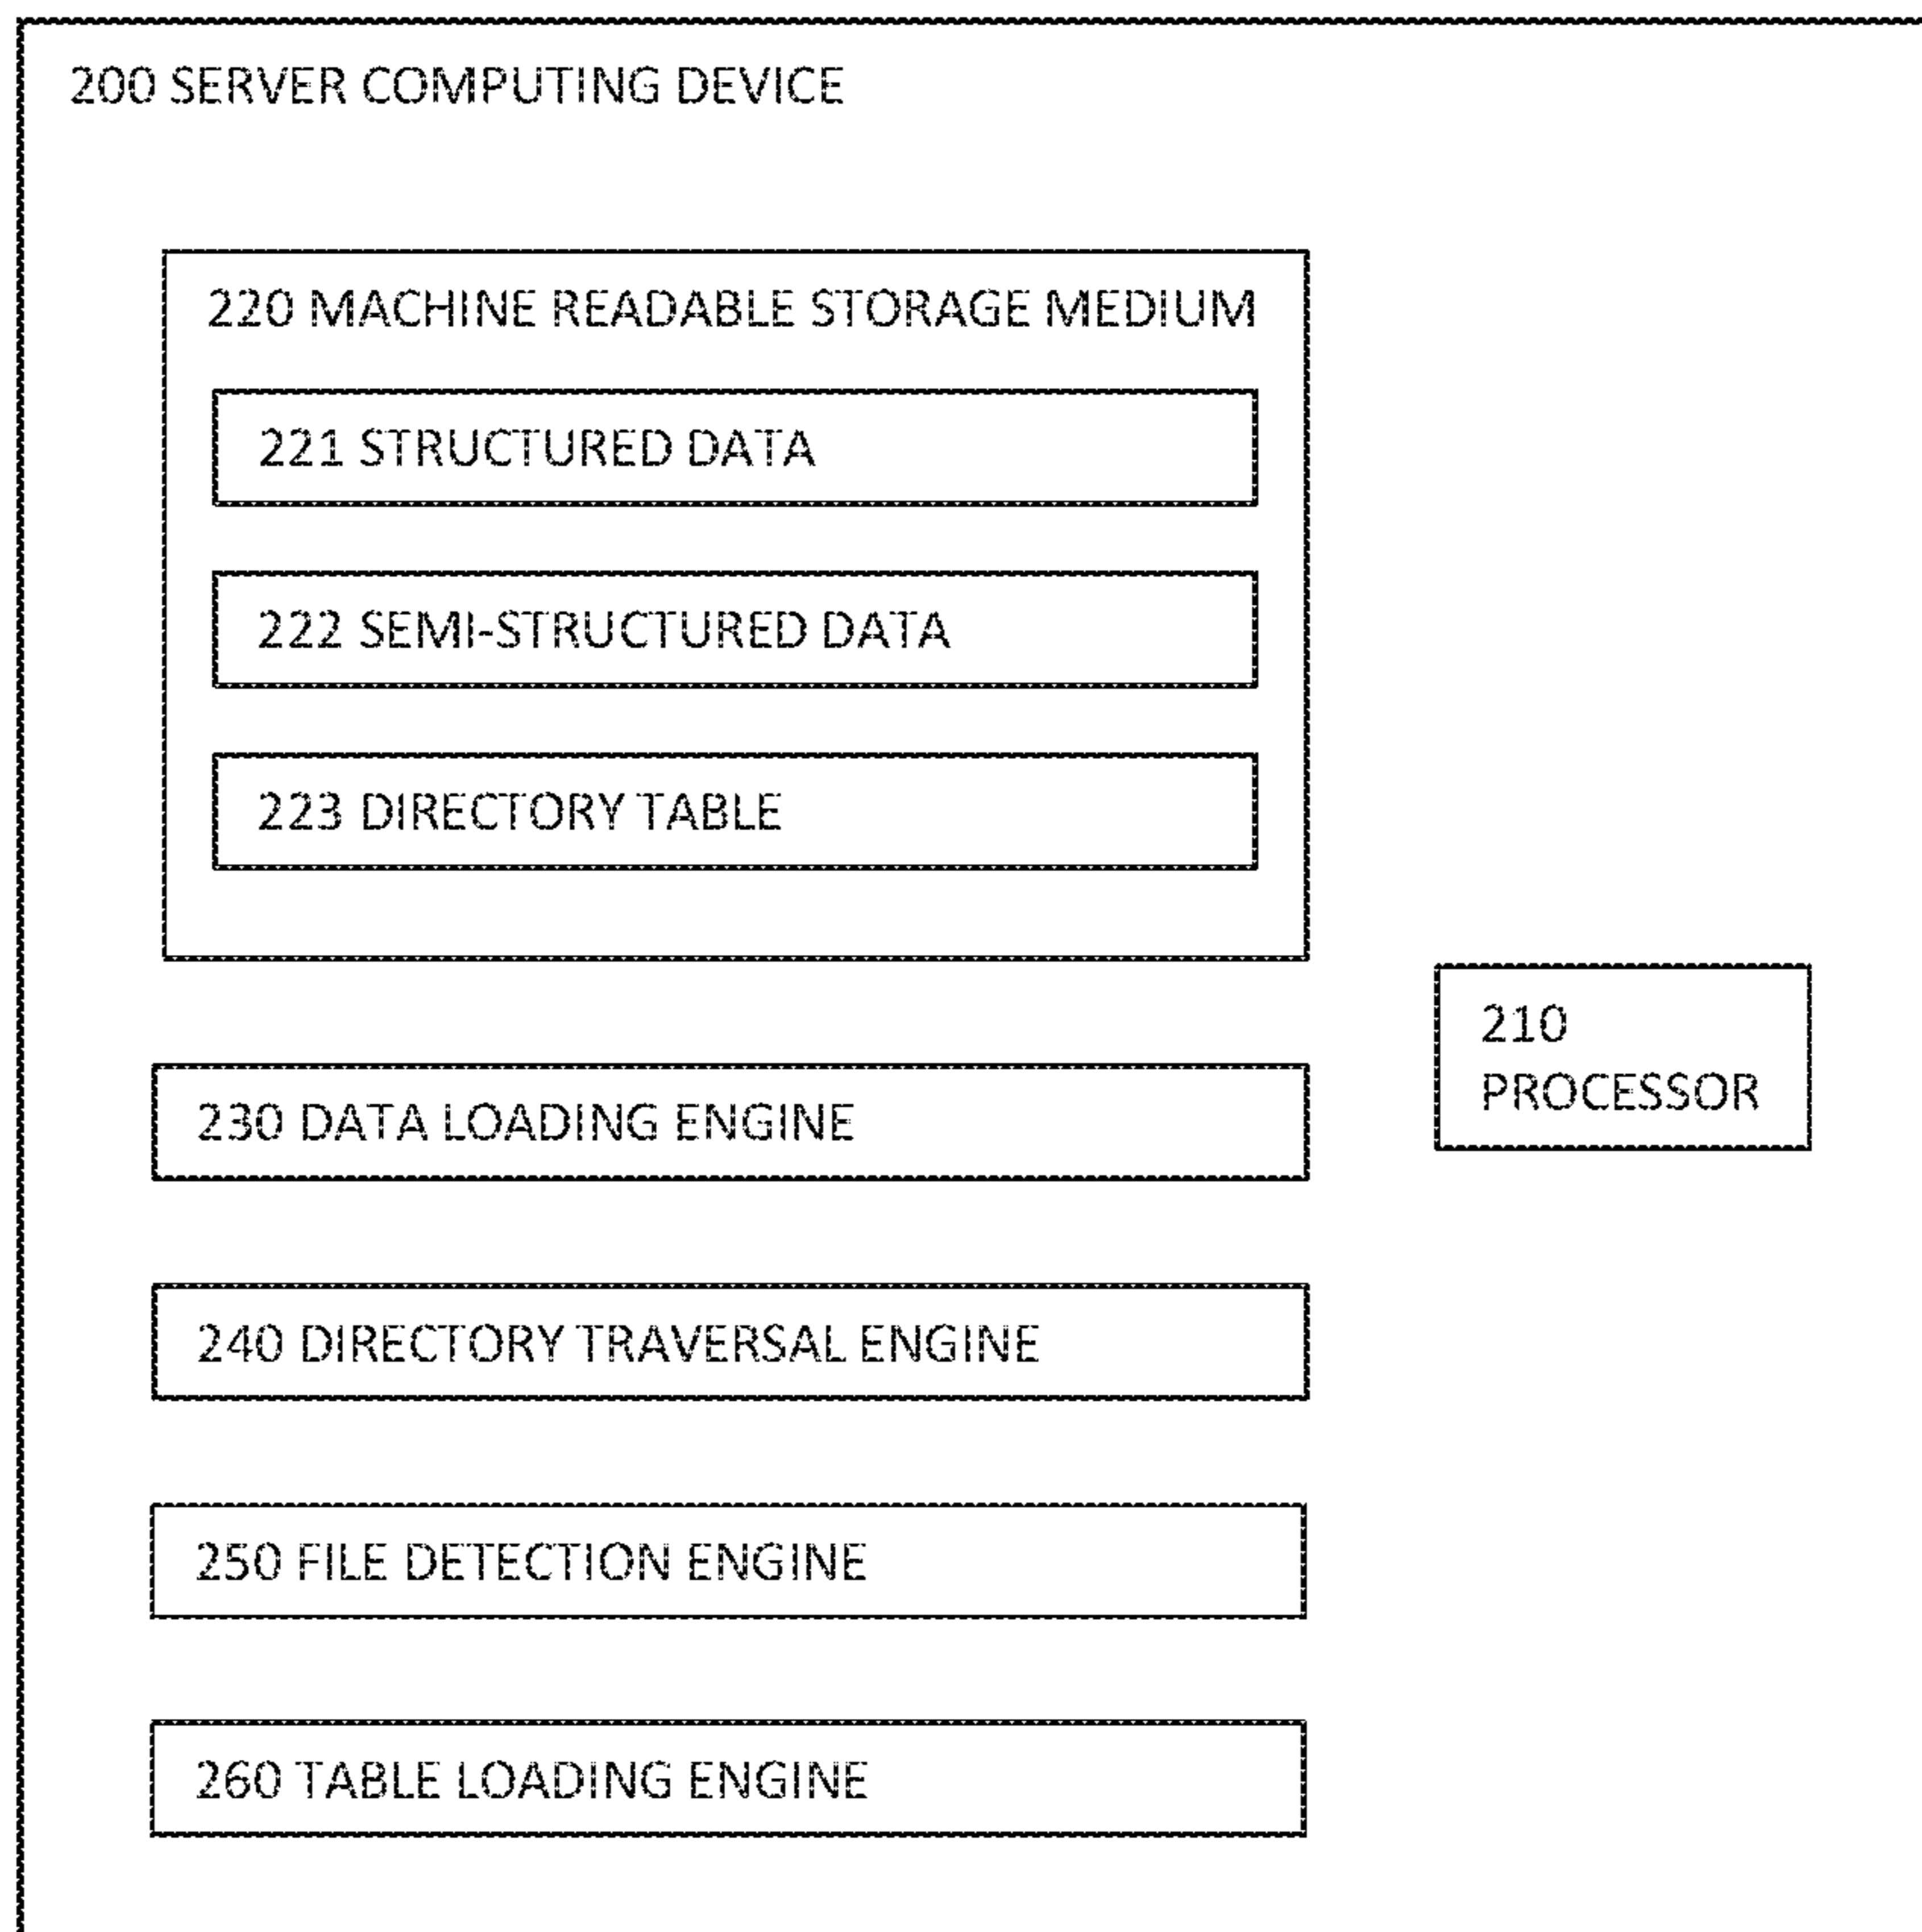 200 SERVER COMPUTING DEVICE
220 MACHINE READABLE STORAGE MEDIUM
221 STRUCTURED DATA
222 SEMI-STRUCTURED DATA
223 DIRECTORY TABLE
210
PROCESSOR
230 DATA LOADING ENGINE
240 DIRECTORY TRAVERSAL ENGINE
250 FILE DETECTION ENGINE
260 TABLE LOADING ENGINE